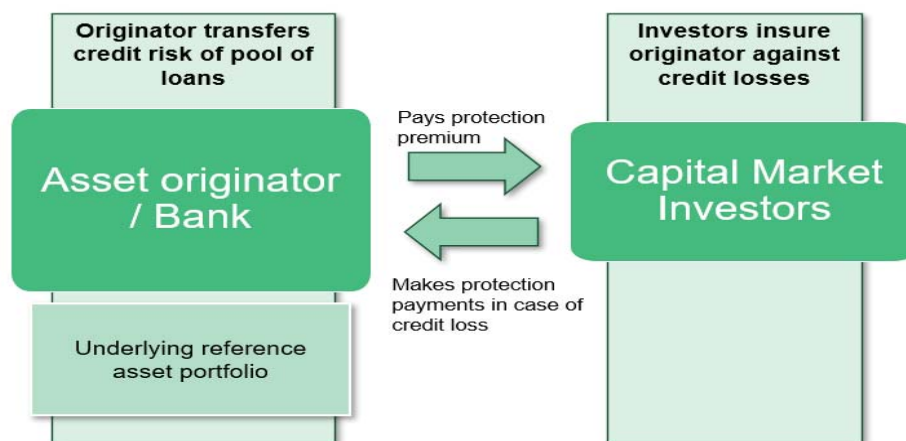 Originator transfers
credit risk of pool of
loans
Investors insure
originator against
credit losses
Pays protection
premium
Asset originator
/ Bank
Capital Market
Investors
Makes protection
payments in case of
credit loss
Underlying reference
asset portfolio